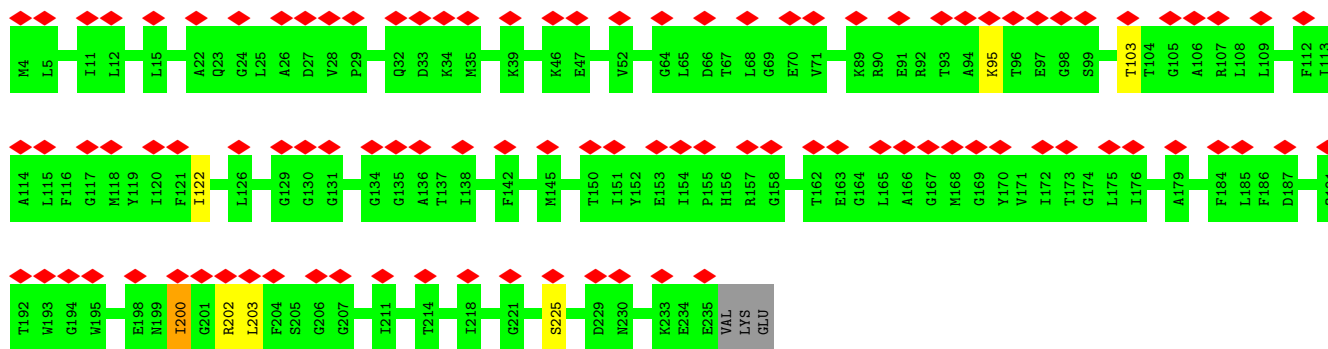 M4 L5 I11 L12 L15 A22 Q23 G24 L25 A26 D27 V28 P29 Q32 D33 K34 M35 K39 K46 E47 V52 G64 L65 D66 T67 L68 G69 E70 V71 K89 R90 E91 R92 T93 A94 K95 T96 E97 G98 S99 T103 T104 G105 A106 R107 L108 L109 F112 I113
A114 L115 F116 G117 M118 Y119 I120 F121 I122 L126 G129 G130 G131 G134 G135 A136 T137 I138 F142 M145 T150 I151 Y152 E153 I154 P155 H156 R157 G158 T162 E163 G164 L165 A166 G167 M168 G169 Y170 V171 I172 T173 G174 L175 I176 A179 F184 L185 F186 D187
T192 W193 G194 W195 E198 N199 I200 G201 R202 L203 F204 S205 G206 G207 I211 T214 I218 G221 S225 D229 N230 K233 E234 E235 VAL LYS GLU